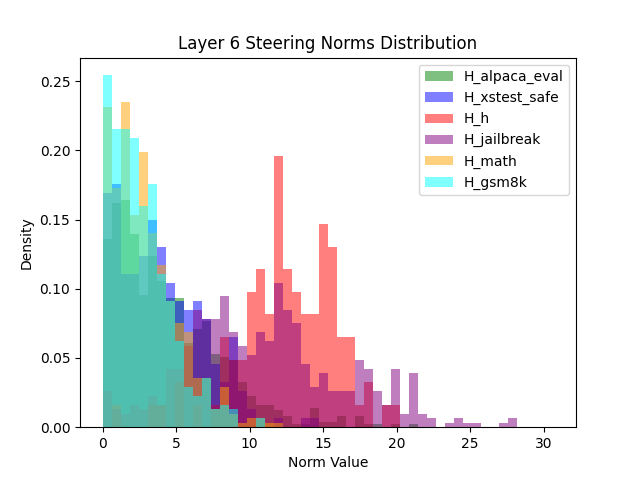 Layer 6 Steering Norms Distribution
H_alpaca_eval
H_xstest_safe
H_h
H_jailbreak
H_math
H_gsm8k
0.25
0.20
0.15
0.10
0.05
0.00
Density
0 5 10 15 20 25 30
Norm Value